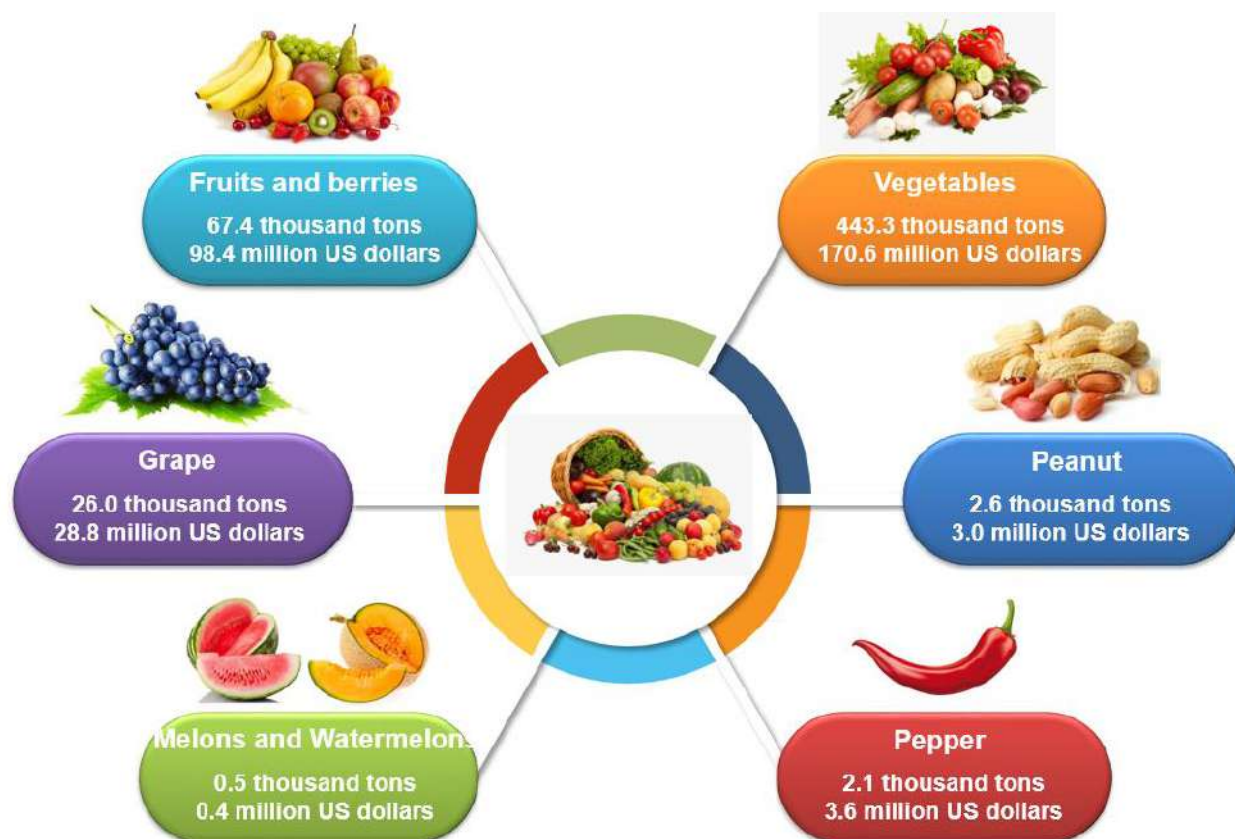 Fruits and berries
67.4 thousand tons
98.4 million US dollars
Vegetables
443.3 thousand tons
170.6 million US dollars
Grape
26.0 thousand tons
28.8 million US dollars
Peanut
2.6 thousand tons
3.0 million US dollars
Melons and Watermelons
0.5 thousand tons
0.4 million US dollars
Pepper
2.1 thousand tons
3.6 million US dollars